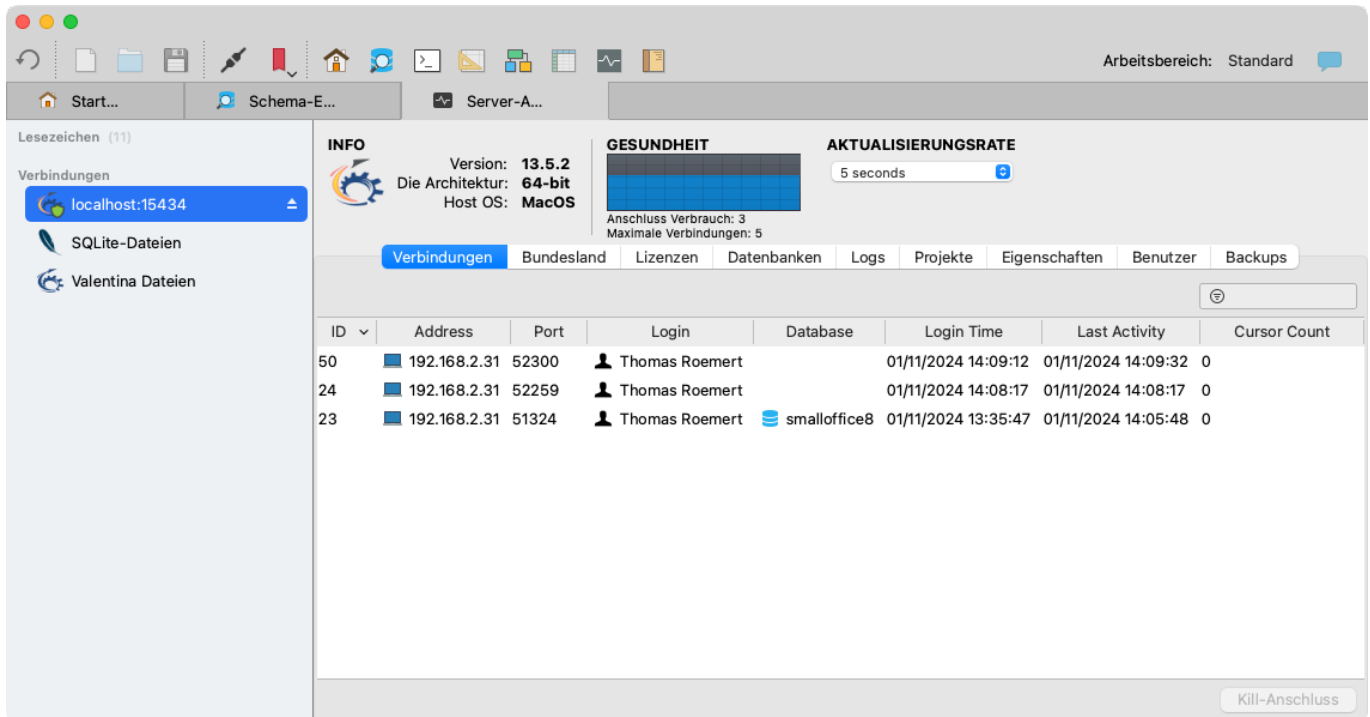 Arbeitsbereich: Standard
Start... Schema-E... Server-A...
Lesezeichen (11)
Verbindungen
localhost:15434
SQLite-Dateien
Valentina Dateien
INFO
Version: 13.5.2
Die Architektur: 64-bit
Host OS: MacOS
GESUNDHEIT
Anschluss Verbrauch: 3
Maximale Verbindungen: 5
AKTUALISIERUNGSRATE
5 seconds
Verbindungen Bundesland Lizenzen Datenbanken Logs Projekte Eigenschaften Benutzer Backups
ID Address Port Login Database Login Time Last Activity Cursor Count
50 192.168.2.31 52300 Thomas Roemert 01/11/2024 14:09:12 01/11/2024 14:09:32 0
24 192.168.2.31 52259 Thomas Roemert 01/11/2024 14:08:17 01/11/2024 14:08:17 0
23 192.168.2.31 51324 Thomas Roemert smalloffice8 01/11/2024 13:35:47 01/11/2024 14:05:48 0
Kill-Anschluss